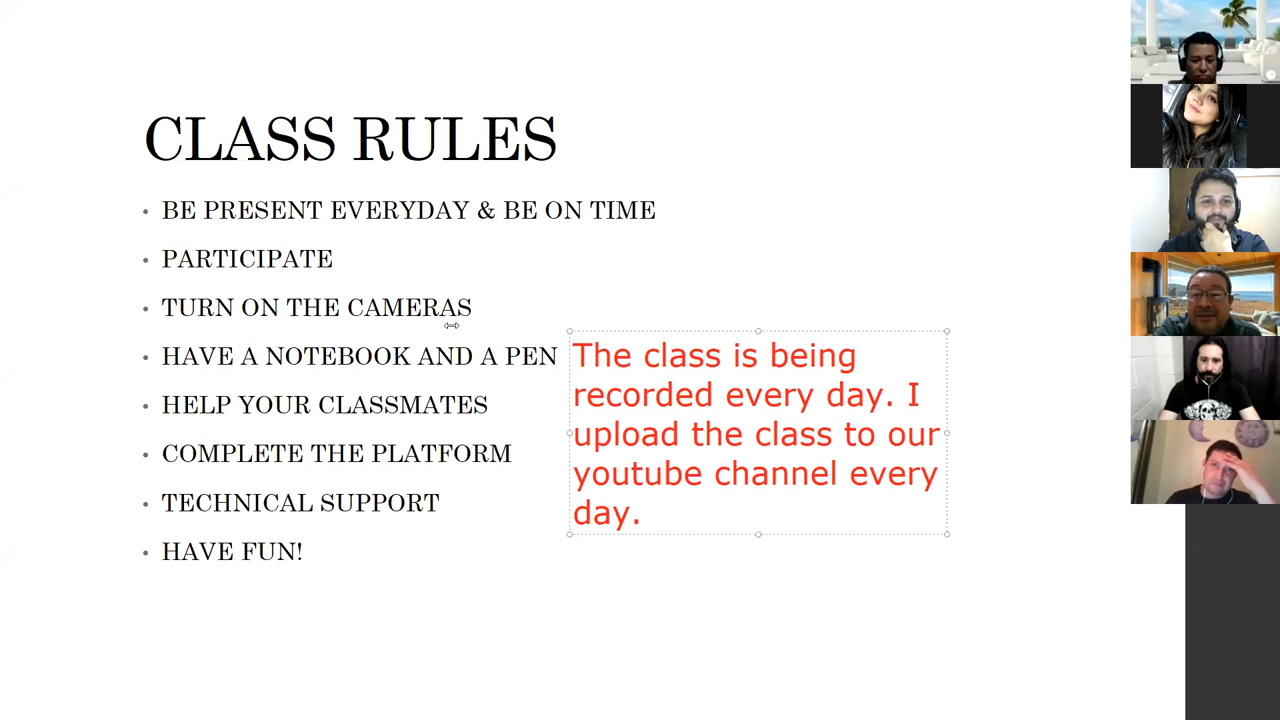 CLASS RULES
• BE PRESENT EVERYDAY & BE ON TIME
• PARTICIPATE
• TURN ON THE CAMERAS
• HAVE A NOTEBOOK AND A PEN
• HELP YOUR CLASSMATES
• COMPLETE THE PLATFORM
• TECHNICAL SUPPORT
• HAVE FUN!
The class is being
recorded every day. I
upload the class to our
youtube channel every
day.